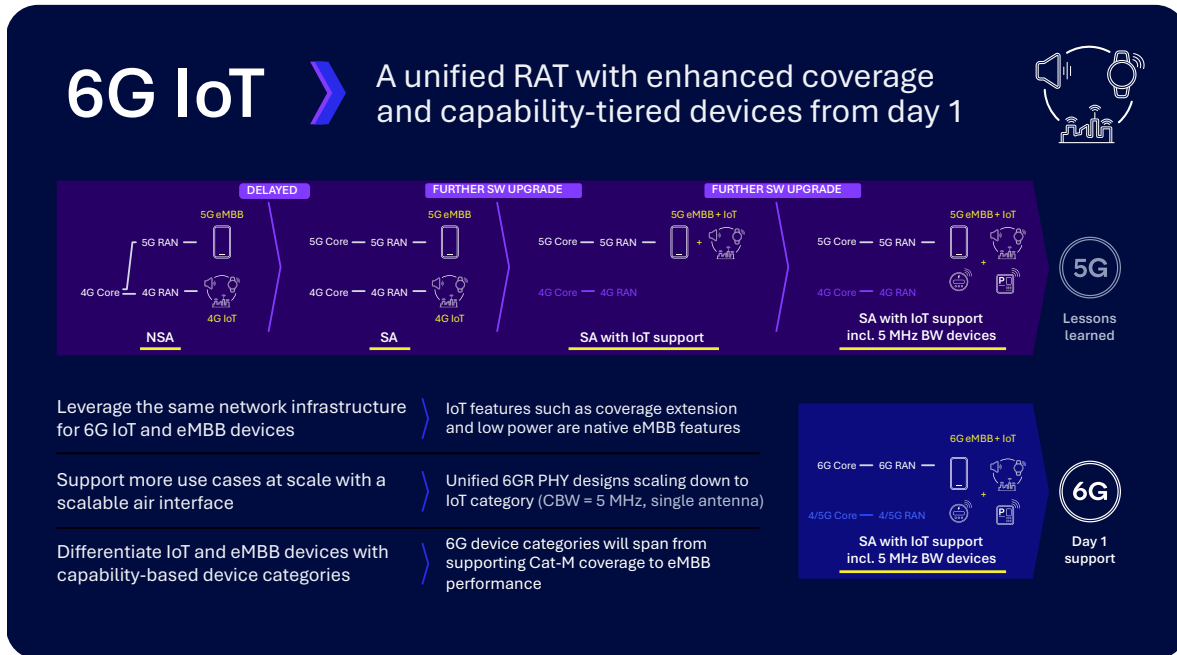 6G IoT
A unified RAT with enhanced coverage
and capability-tiered devices from day 1
DELAYED
FURTHER SW UPGRADE
FURTHER SW UPGRADE
5G eMBB
5G RAN
4G Core
4G RAN
4G IoT
NSA
5G eMBB
5G Core
5G RAN
4G Core
4G RAN
4G IoT
SA
5G eMBB + IoT
5G Core
5G RAN
+
4G Core
4G RAN
SA with IoT support
5G eMBB + IoT
5G Core
5G RAN
+
4G Core
4G RAN
P
SA with IoT support
incl. 5 MHz BW devices
5G
Lessons
learned
Leverage the same network infrastructure
for 6G IoT and eMBB devices
IoT features such as coverage extension
and low power are native eMBB features
Support more use cases at scale with a
scalable air interface
Unified 6GR PHY designs scaling down to
IoT category (CBW = 5 MHz, single antenna)
Differentiate IoT and eMBB devices with
capability-based device categories
6G device categories will span from
supporting Cat-M coverage to eMBB
performance
6G eMBB + IoT
6G Core
6G RAN
+
4/5G Core
4/5G RAN
P
SA with IoT support
incl. 5 MHz BW devices
6G
Day 1
support